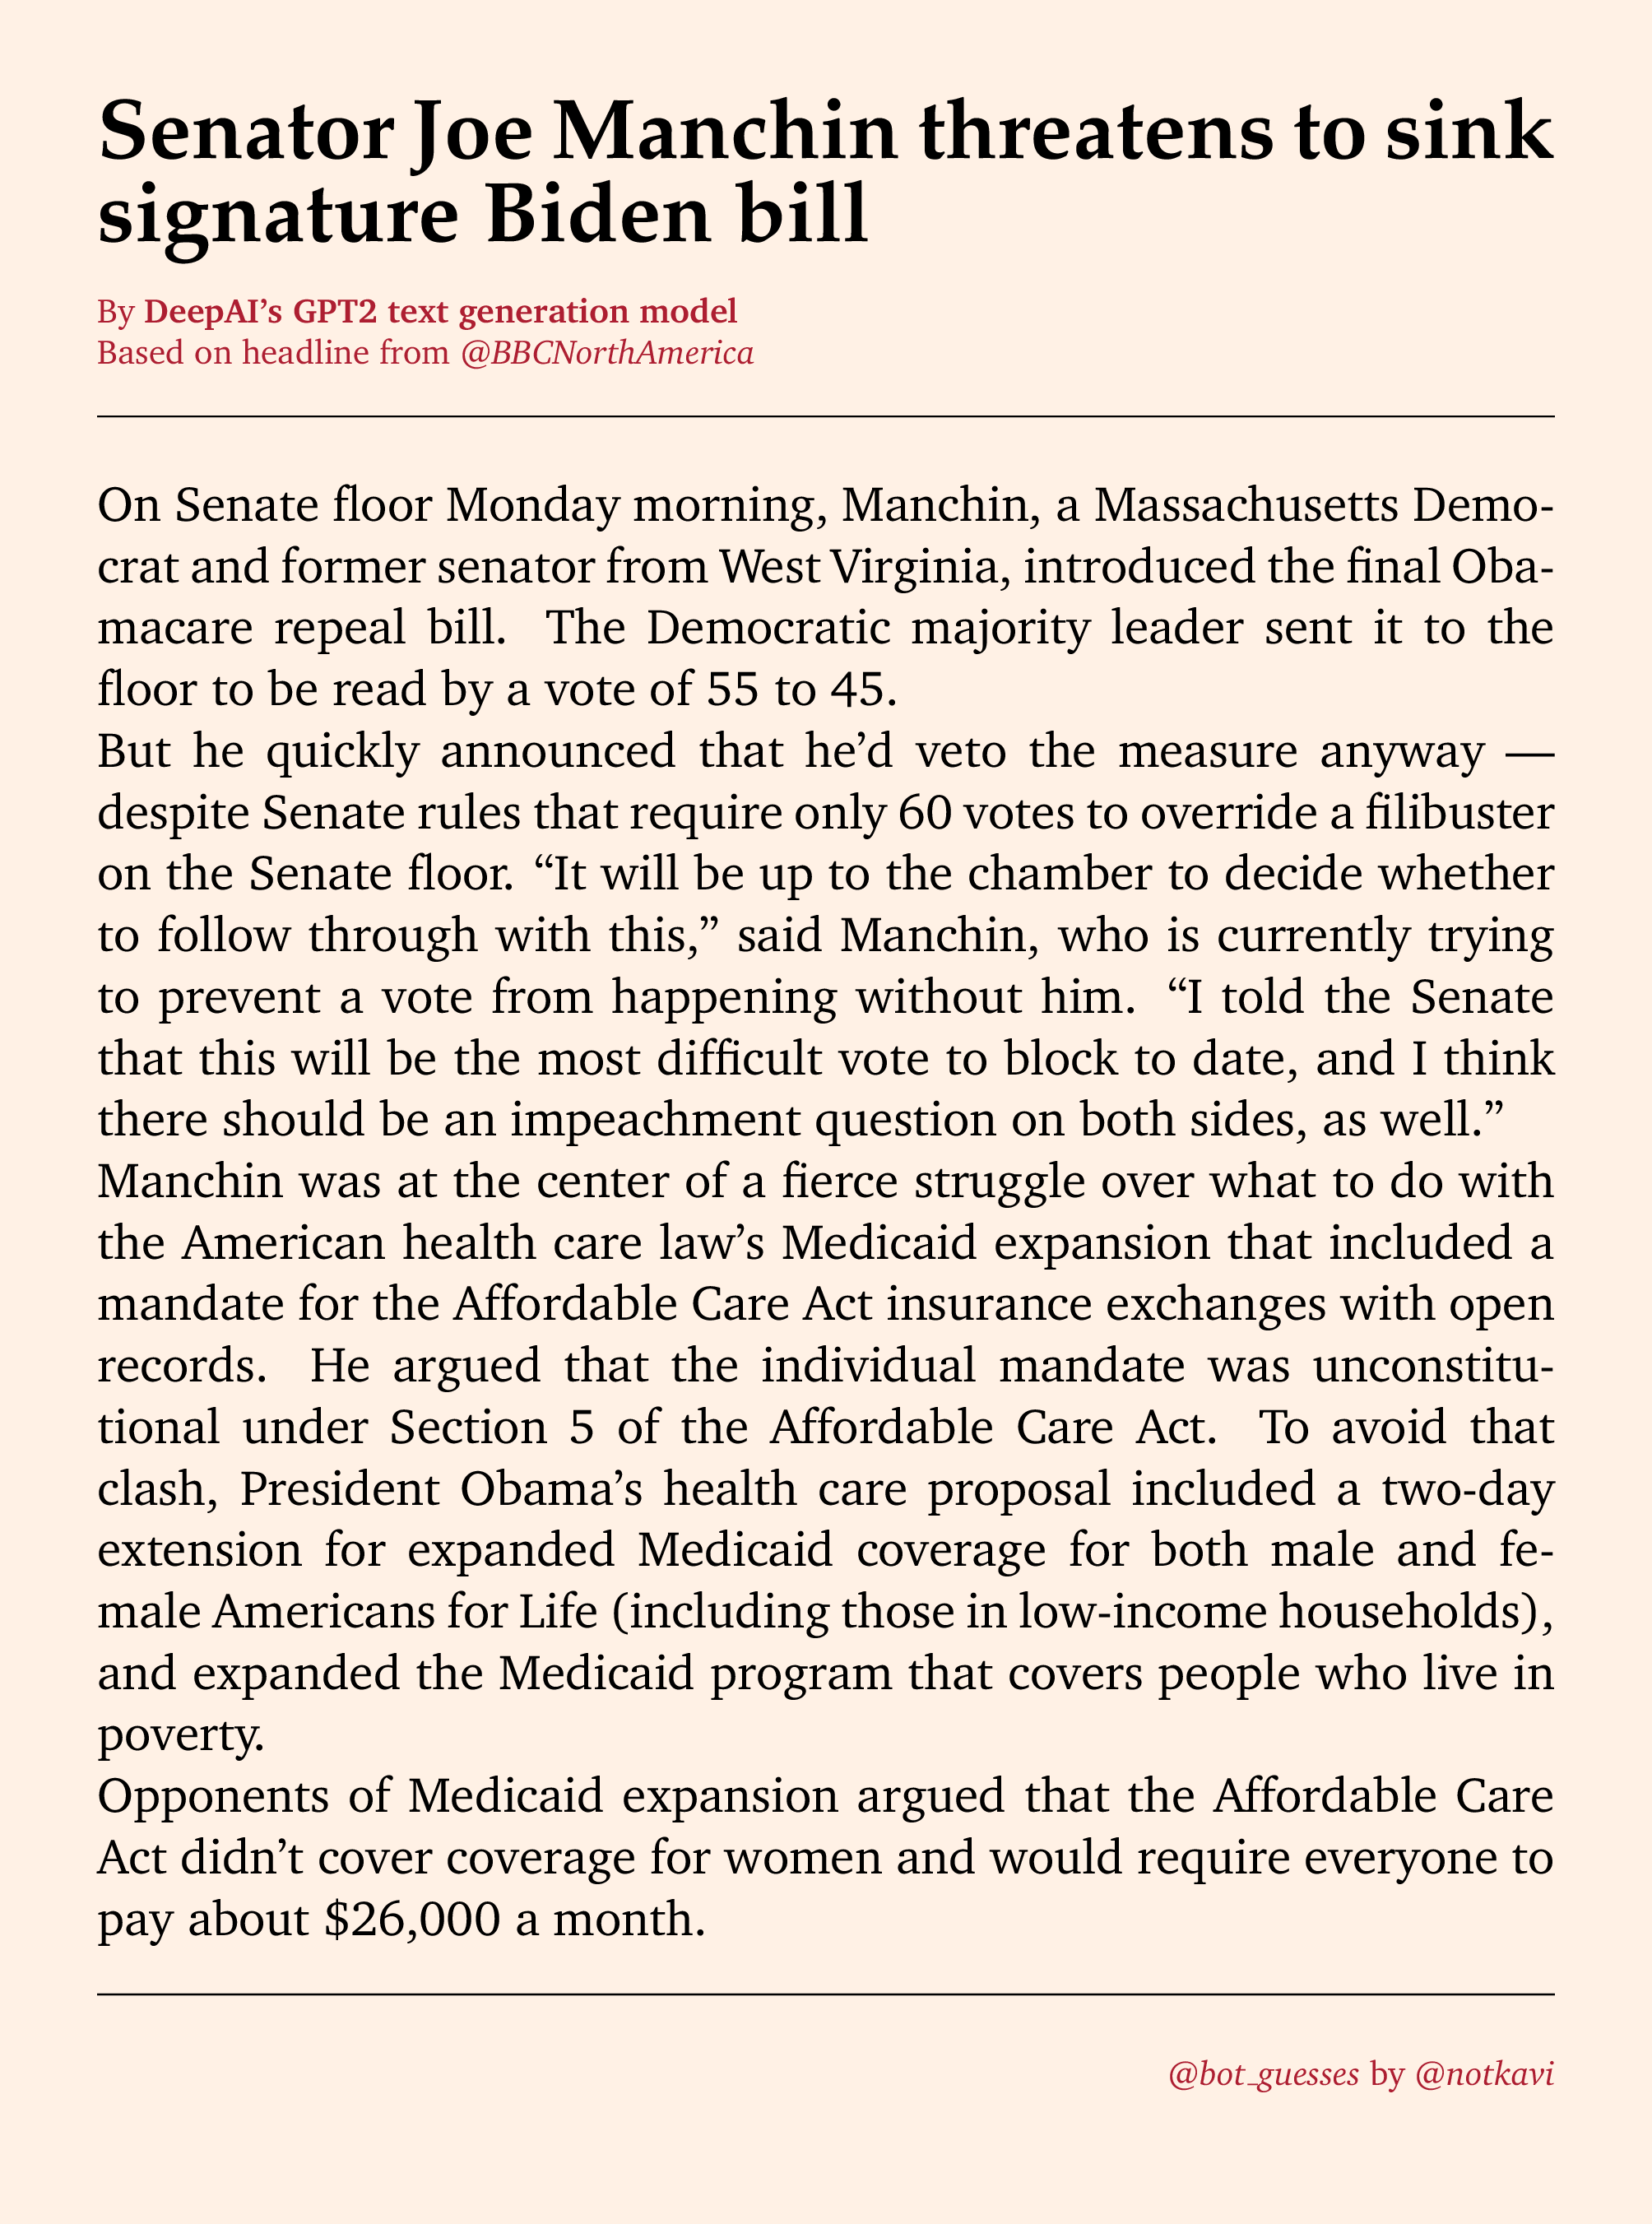 Senator Joe Manchin threatens to sink
signature Biden bill
By DeepAI’s GPT2 text generation model
Based on headline from @BBCNorthAmerica
On Senate floor Monday morning, Manchin, a Massachusetts Demo-
crat and former senator from West Virginia, introduced the final Oba-
macare repeal bill. The Democratic majority leader sent it to the
floor to be read by a vote of 55 to 45.
But he quickly announced that he’d veto the measure anyway —
despite Senate rules that require only 60 votes to override a filibuster
on the Senate floor. “It will be up to the chamber to decide whether
to follow through with this,” said Manchin, who is currently trying
to prevent a vote from happening without him. “I told the Senate
that this will be the most difficult vote to block to date, and I think
there should be an impeachment question on both sides, as well.”
Manchin was at the center of a fierce struggle over what to do with
the American health care law’s Medicaid expansion that included a
mandate for the Affordable Care Act insurance exchanges with open
records. He argued that the individual mandate was unconstitu-
tional under Section 5 of the Affordable Care Act. To avoid that
clash, President Obama’s health care proposal included a two-day
extension for expanded Medicaid coverage for both male and fe-
male Americans for Life (including those in low-income households),
and expanded the Medicaid program that covers people who live in
poverty.
Opponents of Medicaid expansion argued that the Affordable Care
Act didn’t cover coverage for women and would require everyone to
pay about $26,000 a month.
@bot_guesses by @notkavi